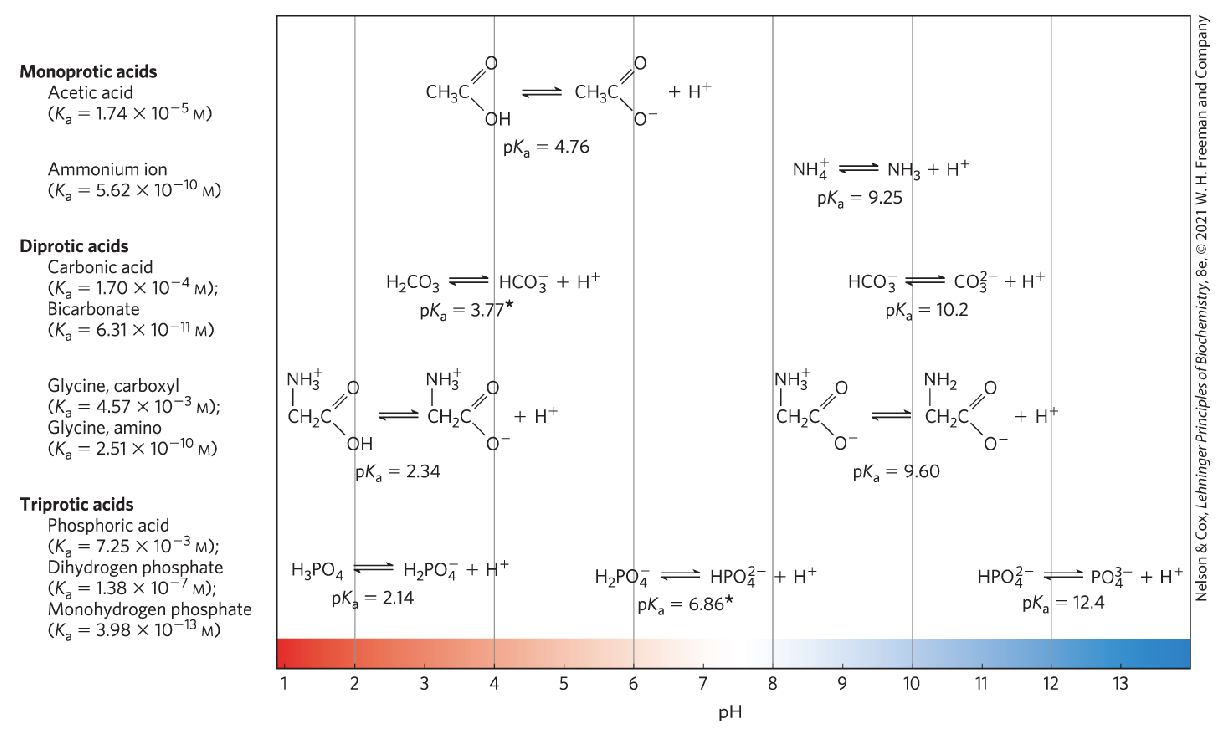 Monoprotic acids
Acetic acid
(Kₐ = 1.74 × 10⁻⁵ M)
CH₃C O OH ⇌ CH₃C O O⁻ + H⁺
pKₐ = 4.76
Ammonium ion
(Kₐ = 5.62 × 10⁻¹⁰ M)
NH₄⁺ ⇌ NH₃ + H⁺
pKₐ = 9.25
Diprotic acids
Carbonic acid
(Kₐ = 1.70 × 10⁻⁴ M);
Bicarbonate
(Kₐ = 6.31 × 10⁻¹¹ M)
H₂CO₃ ⇌ HCO₃⁻ + H⁺
pKₐ = 3.77*
HCO₃⁻ ⇌ CO₃²⁻ + H⁺
pKₐ = 10.2
Glycine, carboxyl
(Kₐ = 4.57 × 10⁻³ M);
Glycine, amino
(Kₐ = 2.51 × 10⁻¹⁰ M)
NH₃⁺ CH₂C O OH ⇌ NH₃⁺ CH₂C O O⁻ + H⁺
pKₐ = 2.34
NH₃⁺ CH₂C O O⁻ ⇌ NH₂ CH₂C O O⁻ + H⁺
pKₐ = 9.60
Triprotic acids
Phosphoric acid
(Kₐ = 7.25 × 10⁻³ M);
Dihydrogen phosphate
(Kₐ = 1.38 × 10⁻⁷ M);
Monohydrogen phosphate
(Kₐ = 3.98 × 10⁻¹³ M)
H₃PO₄ ⇌ H₂PO₄⁻ + H⁺
pKₐ = 2.14
H₂PO₄⁻ ⇌ HPO₄²⁻ + H⁺
pKₐ = 6.86*
HPO₄²⁻ ⇌ PO₄³⁻ + H⁺
pKₐ = 12.4
1 2 3 4 5 6 7 8 9 10 11 12 13
pH
Nelson & Cox, Lehninger Principles of Biochemistry, 8e, © 2021 W. H. Freeman and Company